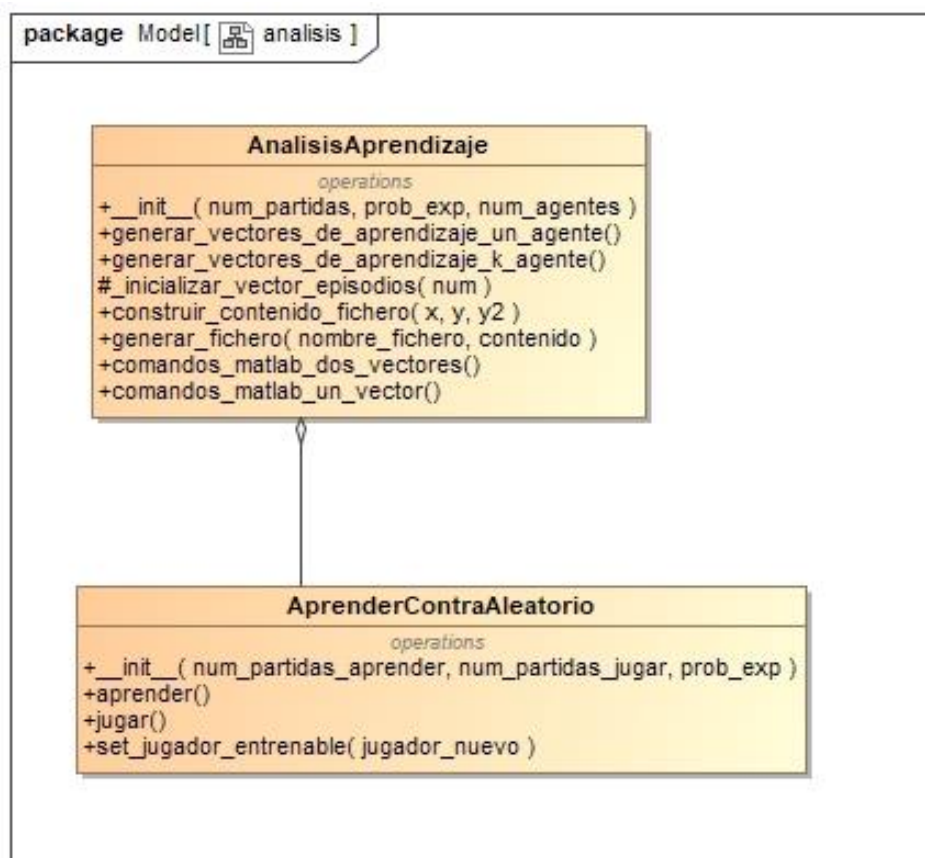 package Model[ analisis ]
AnalisisAprendizaje
operations
+__init__( num_partidas, prob_exp, num_agentes )
+generar_vectores_de_aprendizaje_un_agente()
+generar_vectores_de_aprendizaje_k_agente()
#_inicializar_vector_episodios( num )
+construir_contenido_fichero( x, y, y2 )
+generar_fichero( nombre_fichero, contenido )
+comandos_matlab_dos_vectores()
+comandos_matlab_un_vector()
AprenderContraAleatorio
operations
+__init__( num_partidas_aprender, num_partidas_jugar, prob_exp )
+aprender()
+jugar()
+set_jugador_entrenable( jugador_nuevo )